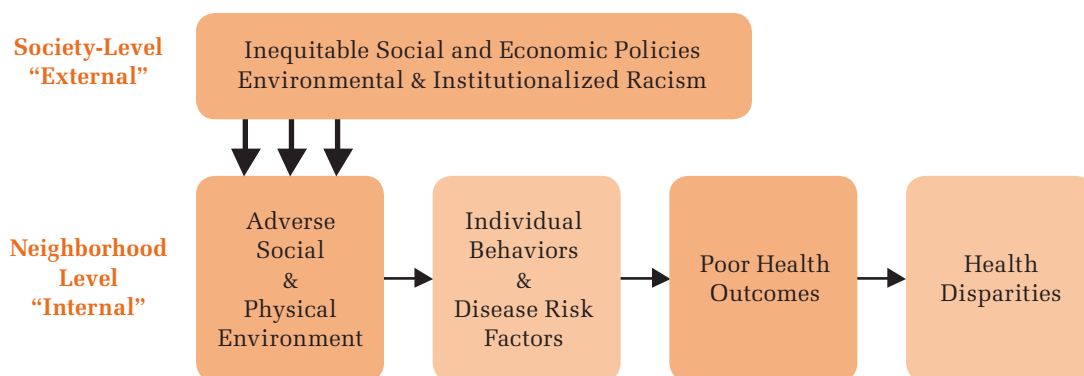 Society-Level
“External”
Inequitable Social and Economic Policies
Environmental & Institutionalized Racism
Neighborhood
Level
“Internal”
Adverse
Social
&
Physical
Environment
Individual
Behaviors
&
Disease Risk
Factors
Poor Health
Outcomes
Health
Disparities